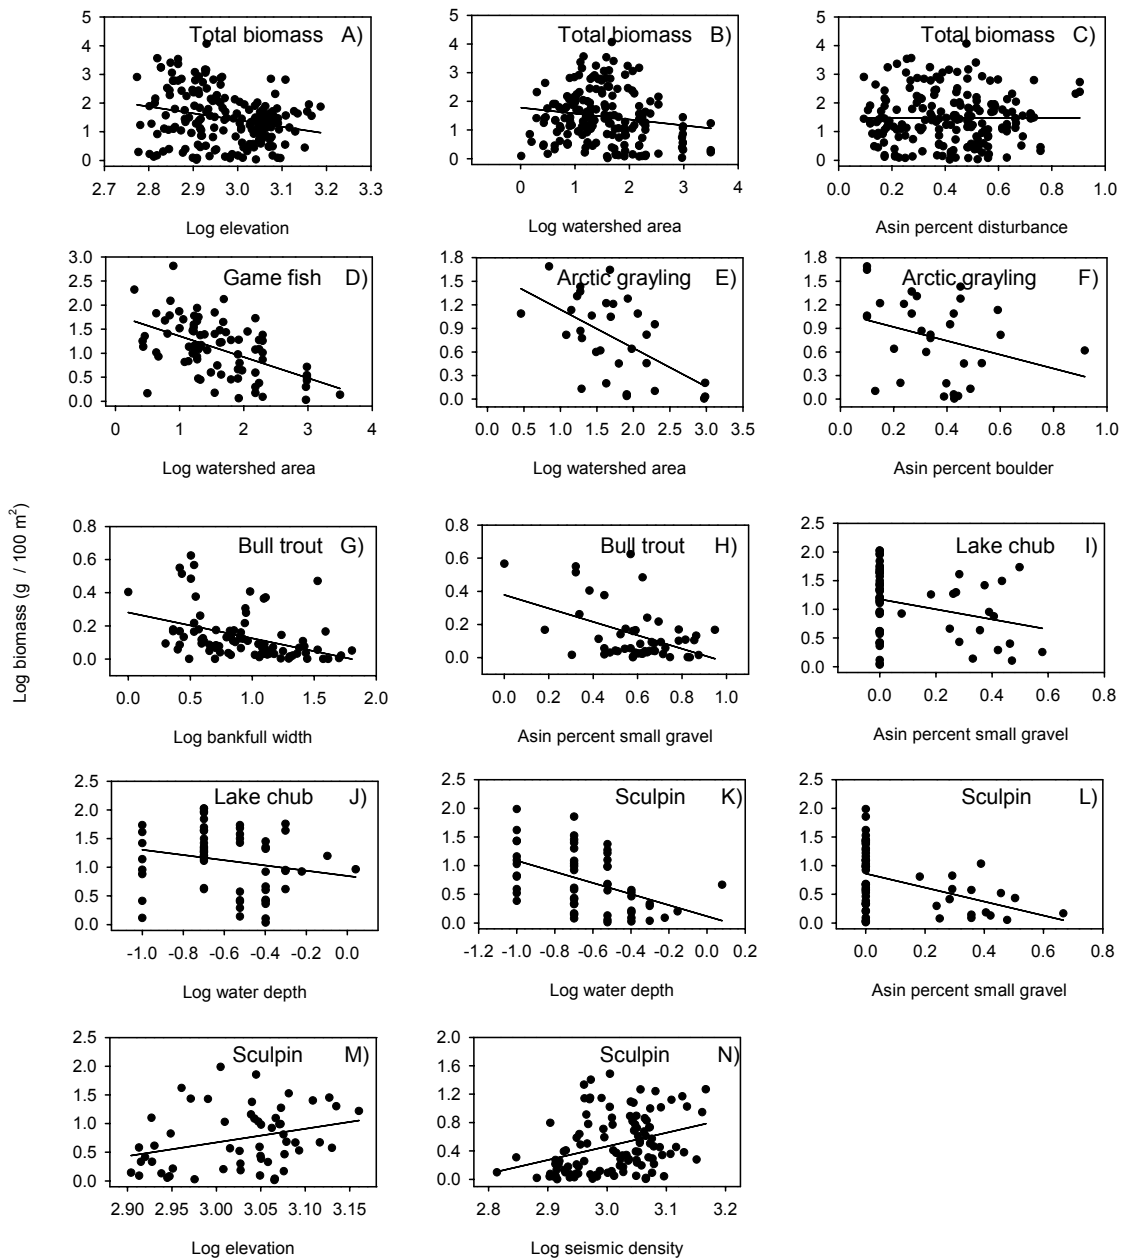 Total biomass A)
5
4
3
2
1
0
2.7 2.8 2.9 3.0 3.1 3.2 3.3
Log elevation
Total biomass B)
5
4
3
2
1
0
0 1 2 3 4
Log watershed area
Total biomass C)
5
4
3
2
1
0
0.0 0.2 0.4 0.6 0.8 1.0
Asin percent disturbance
Game fish D)
3.0
2.5
2.0
1.5
1.0
0.5
0.0
0 1 2 3 4
Log watershed area
Arctic grayling E)
1.8
1.5
1.2
0.9
0.6
0.3
0.0
0.0 0.5 1.0 1.5 2.0 2.5 3.0 3.5
Log watershed area
Arctic grayling F)
1.8
1.5
1.2
0.9
0.6
0.3
0.0
0.0 0.2 0.4 0.6 0.8 1.0
Asin percent boulder
Log biomass (g / 100 m²)
Bull trout G)
0.8
0.6
0.4
0.2
0.0
0.0 0.5 1.0 1.5 2.0
Log bankfull width
Bull trout H)
0.8
0.6
0.4
0.2
0.0
0.0 0.2 0.4 0.6 0.8 1.0
Asin percent small gravel
Lake chub I)
2.5
2.0
1.5
1.0
0.5
0.0
0.0 0.2 0.4 0.6 0.8
Asin percent small gravel
Lake chub J)
2.5
2.0
1.5
1.0
0.5
0.0
-1.0 -0.8 -0.6 -0.4 -0.2 0.0
Log water depth
Sculpin K)
2.5
2.0
1.5
1.0
0.5
0.0
-1.2 -1.0 -0.8 -0.6 -0.4 -0.2 0.0 0.2
Log water depth
Sculpin L)
2.5
2.0
1.5
1.0
0.5
0.0
0.0 0.2 0.4 0.6 0.8
Asin percent small gravel
Sculpin M)
2.5
2.0
1.5
1.0
0.5
0.0
2.90 2.95 3.00 3.05 3.10 3.15
Log elevation
Sculpin N)
2.0
1.6
1.2
0.8
0.4
0.0
2.8 2.9 3.0 3.1 3.2
Log seismic density